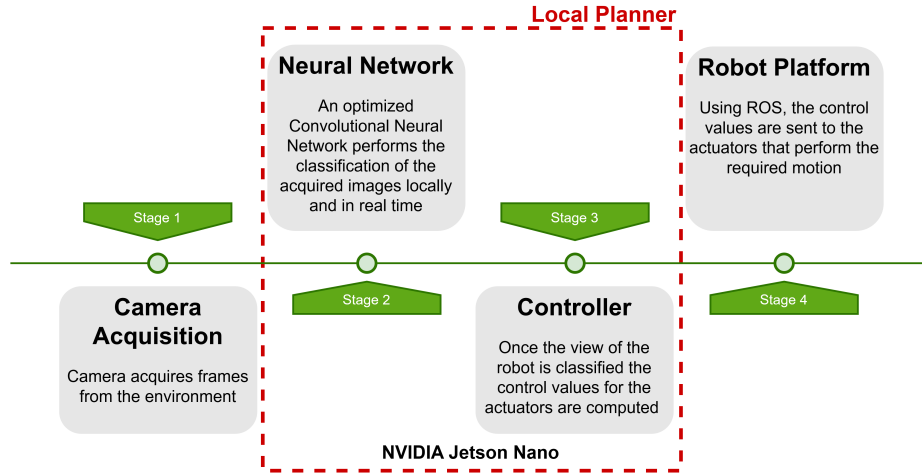 Local Planner
Neural Network
An optimized
Convolutional Neural
Network performs the
classification of the
acquired images locally
and in real time
Robot Platform
Using ROS, the control
values are sent to the
actuators that perform the
required motion
Stage 1
Stage 3
Stage 2
Stage 4
Camera
Acquisition
Camera acquires frames
from the environment
Controller
Once the view of the
robot is classified the
control values for the
actuators are computed
NVIDIA Jetson Nano